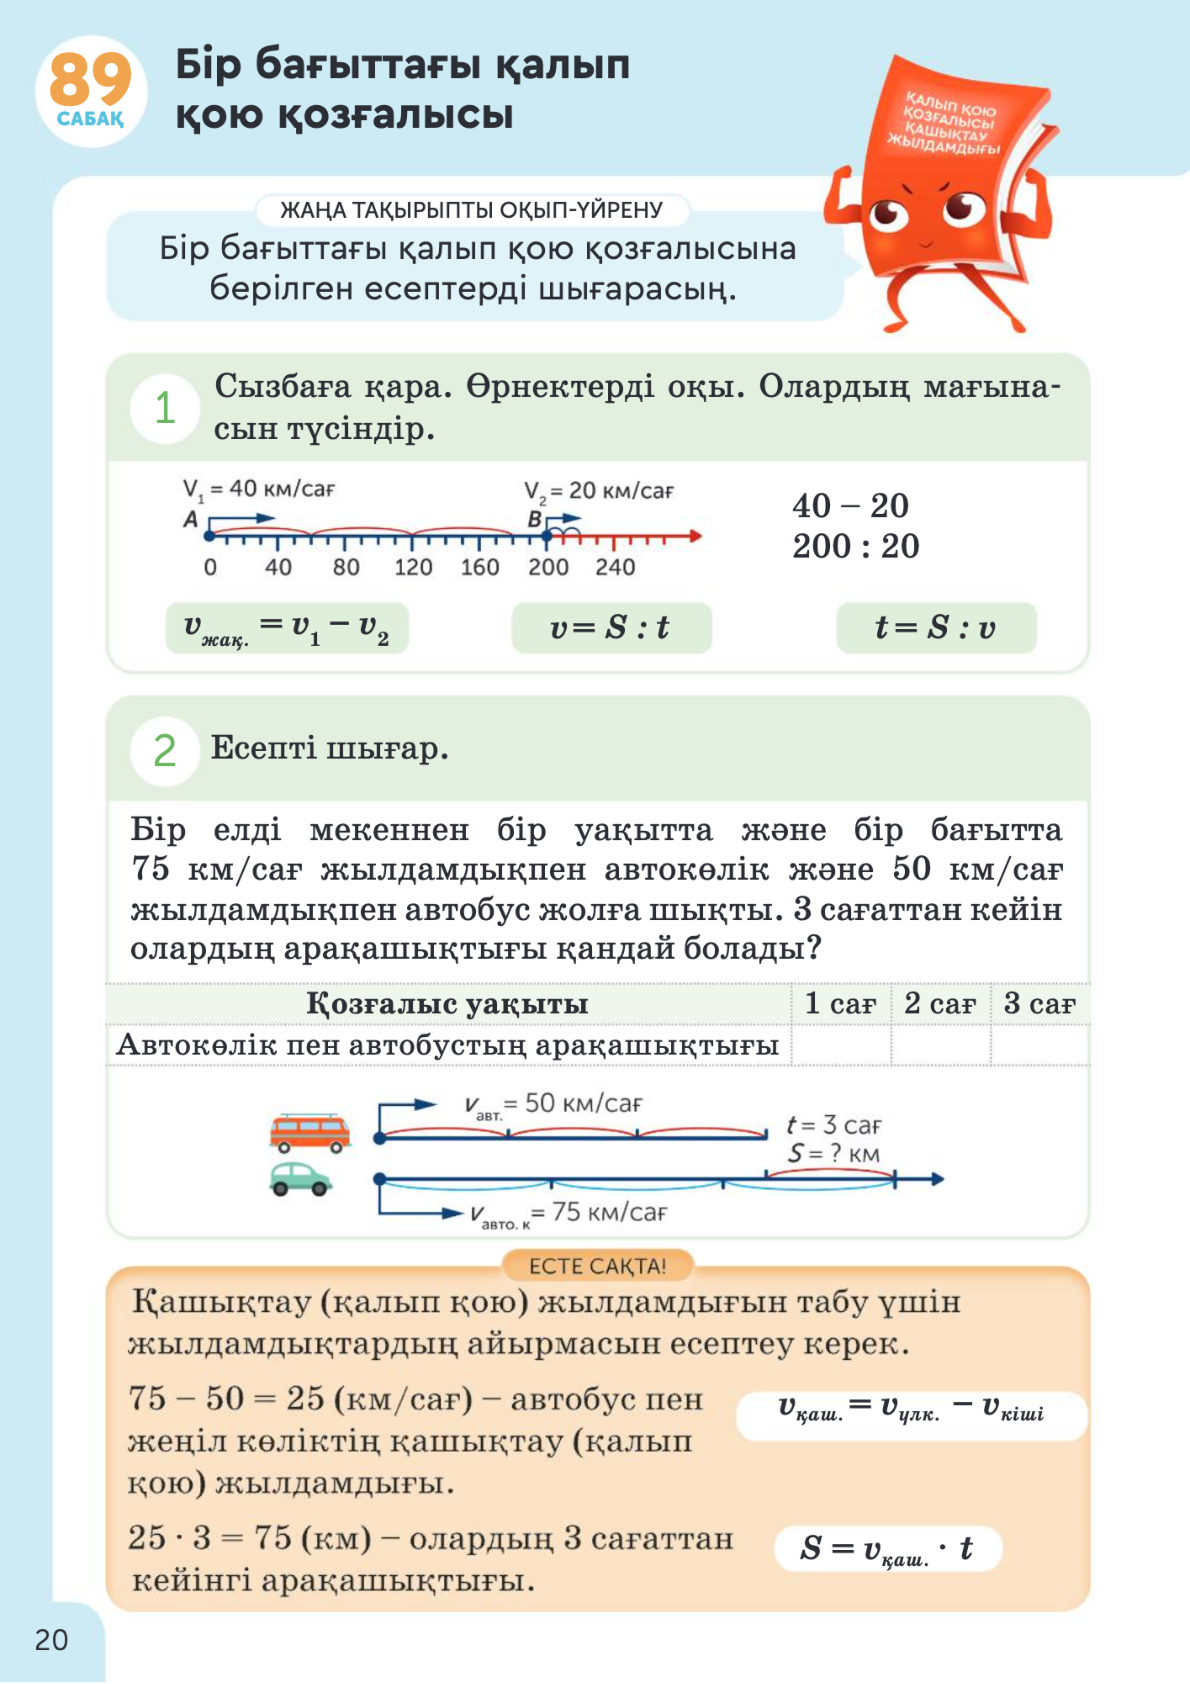 89
САБАҚ
Бір бағыттағы қалып
қою қозғалысы
ҚАЛЫП ҚОЮ
ҚОЗҒАЛЫСЫ
ҚАШЫҚТАУ
ЖЫЛДАМДЫҒЫ
ЖАҢА ТАҚЫРЫПТЫ ОҚЫП-ҮЙРЕНУ
Бір бағыттағы қалып қою қозғалысына
берілген есептерді шығарасың.
1
Сызбаға қара. Өрнектерді оқы. Олардың мағына-
сын түсіндір.
V₁ = 40 км/сағ V₂ = 20 км/сағ
A B
0 40 80 120 160 200 240
40 – 20
200 : 20
v жақ. = v₁ – v₂ v = S : t t = S : v
2
Есепті шығар.
Бір елді мекеннен бір уақытта және бір бағытта
75 км/сағ жылдамдықпен автокөлік және 50 км/сағ
жылдамдықпен автобус жолға шықты. 3 сағаттан кейін
олардың арақашықтығы қандай болады?
Қозғалыс уақыты 1 сағ 2 сағ 3 сағ
Автокөлік пен автобустың арақашықтығы
v авт. = 50 км/сағ
t = 3 сағ
S = ? км
v авто. к = 75 км/сағ
ЕСТЕ САҚТА!
Қашықтау (қалып қою) жылдамдығын табу үшін
жылдамдықтардың айырмасын есептеу керек.
75 – 50 = 25 (км/сағ) – автобус пен
жеңіл көліктің қашықтау (қалып
қою) жылдамдығы.
v қаш. = v үлк. – v кіші
25 · 3 = 75 (км) – олардың 3 сағаттан
кейінгі арақашықтығы.
S = v қаш. · t
20